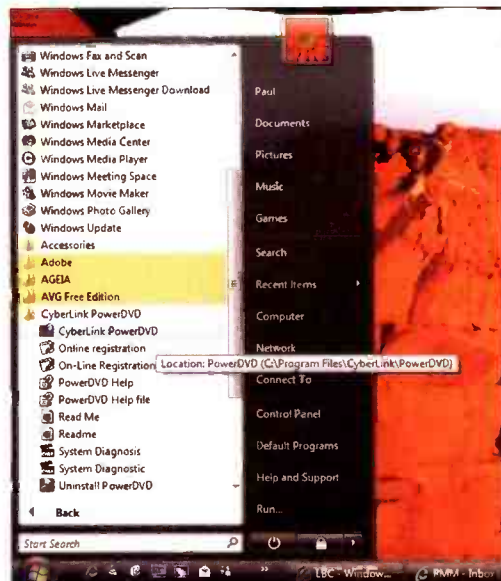 Windows Fax and Scan
Windows Live Messenger
Windows Live Messenger Download
Windows Mail
Windows Marketplace
Windows Media Center
Windows Media Player
Windows Meeting Space
Windows Movie Maker
Windows Photo Gallery
Windows Update
Accessories
Adobe
AGEIA
AVG Free Edition
CyberLink PowerDVD
CyberLink PowerDVD
Online registration
On-Line Registration
PowerDVD Help
PowerDVD Help file
Read Me
Readme
System Diagnosis
System Diagnostic
Uninstall PowerDVD
Back
Start Search
Paul
Documents
Pictures
Music
Games
Search
Recent Items
Computer
Network
Location: PowerDVD (C:\Program Files\CyberLink\PowerDVD)
Connect To
Control Panel
Default Programs
Help and Support
Run...
LBC - Window...
RMM - Inbox